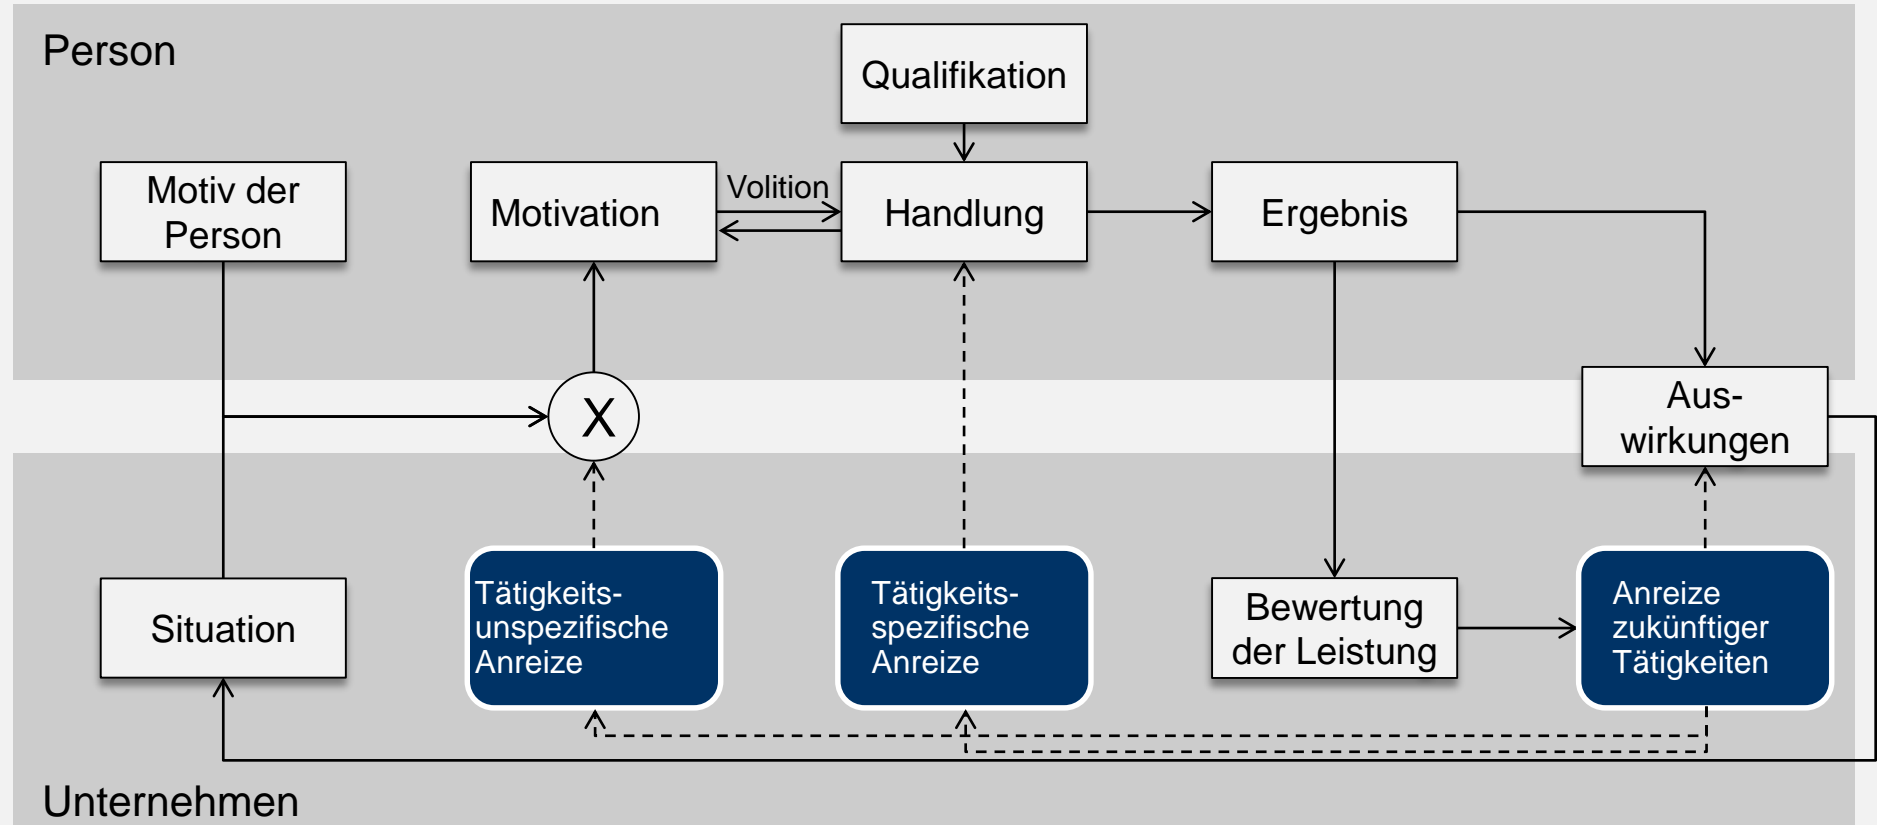 Person
Qualifikation
Motiv der
Person
Motivation
Volition
Handlung
Ergebnis
X
Aus-
wirkungen
Situation
Tätigkeits-
unspezifische
Anreize
Tätigkeits-
spezifische
Anreize
Bewertung
der Leistung
Anreize
zukünftiger
Tätigkeiten
Unternehmen